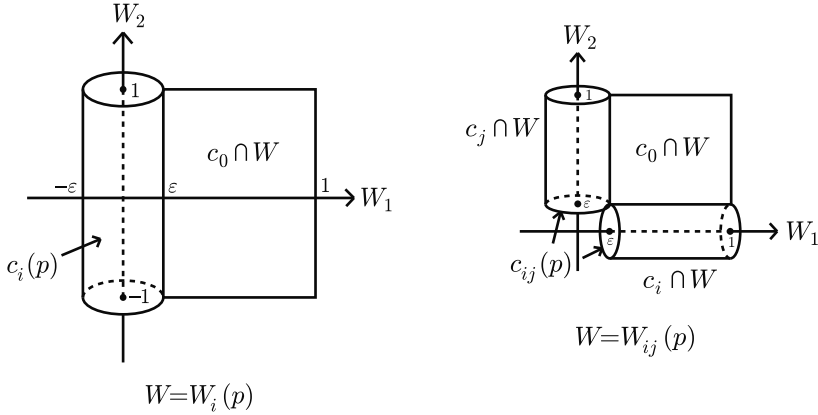 W₂
1
c₀∩W
−ε
ε
1
W₁
cᵢ(p)
−1
W=Wᵢ(p)
W₂
1
cⱼ∩W
c₀∩W
ε
ε
1
W₁
cᵢⱼ(p)
cᵢ∩W
W=Wᵢⱼ(p)